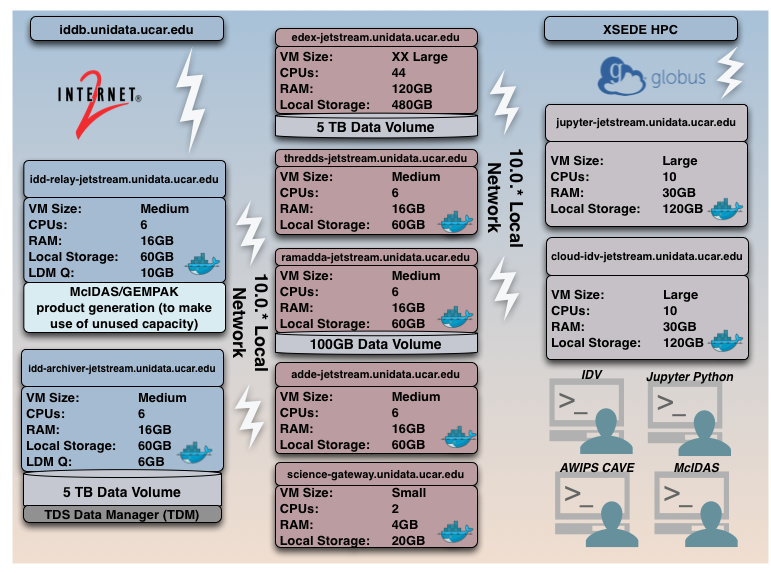 iddb.unidata.ucar.edu
INTERNET®
2
idd-relay-jetstream.unidata.ucar.edu
VM Size: Medium
CPUs: 6
RAM: 16GB
Local Storage: 60GB
LDM Q: 10GB
McIDAS/GEMPAK
product generation (to make
use of unused capacity)
idd-archiver-jetstream.unidata.ucar.edu
VM Size: Medium
CPUs: 6
RAM: 16GB
Local Storage: 60GB
LDM Q: 6GB
5 TB Data Volume
TDS Data Manager (TDM)
10.0.* Local
Network
edex-jetstream.unidata.ucar.edu
VM Size: XX Large
CPUs: 44
RAM: 120GB
Local Storage: 480GB
5 TB Data Volume
thredds-jetstream.unidata.ucar.edu
VM Size: Medium
CPUs: 6
RAM: 16GB
Local Storage: 60GB
ramadda-jetstream.unidata.ucar.edu
VM Size: Medium
CPUs: 6
RAM: 16GB
Local Storage: 60GB
100GB Data Volume
adde-jetstream.unidata.ucar.edu
VM Size: Medium
CPUs: 6
RAM: 16GB
Local Storage: 60GB
science-gateway.unidata.ucar.edu
VM Size: Small
CPUs: 2
RAM: 4GB
Local Storage: 20GB
10.0.* Local
Network
XSEDE HPC
g globus
jupyter-jetstream.unidata.ucar.edu
VM Size: Large
CPUs: 10
RAM: 30GB
Local Storage: 120GB
cloud-idv-jetstream.unidata.ucar.edu
VM Size: Large
CPUs: 10
RAM: 30GB
Local Storage: 120GB
IDV
>_
Jupyter Python
>_
AWIPS CAVE
>_
McIDAS
>_